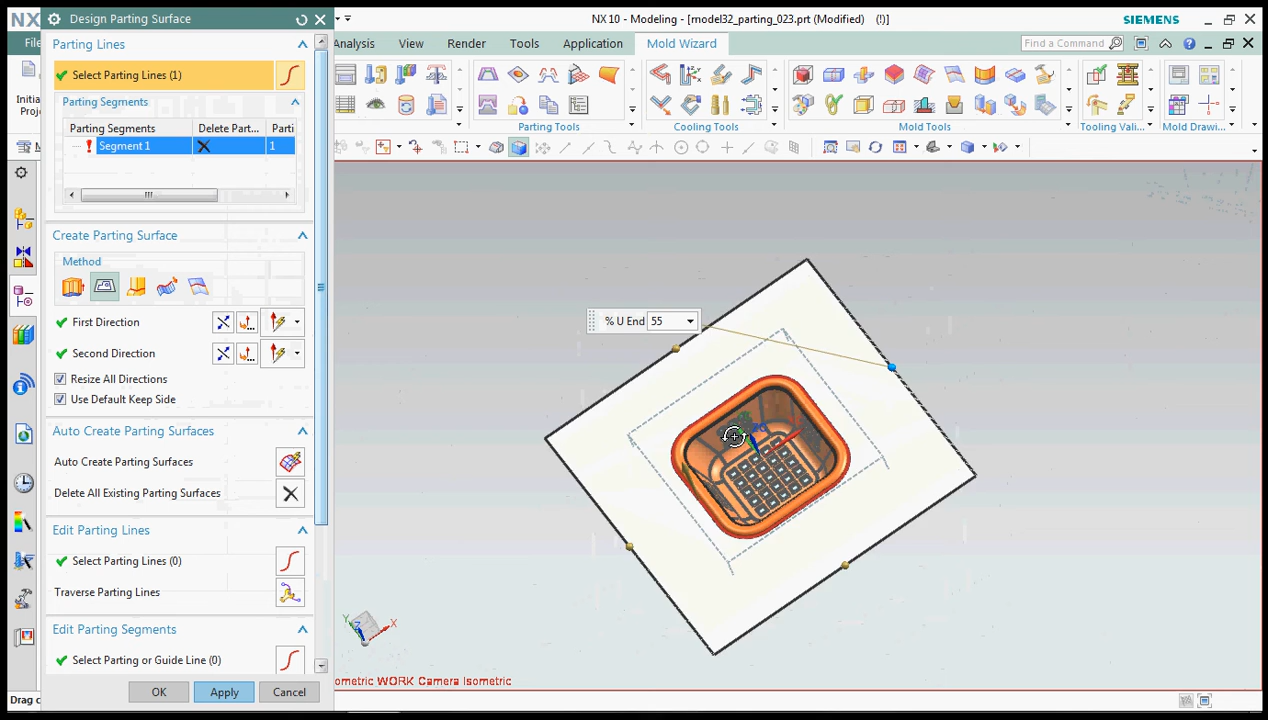 NX
Design Parting Surface
NX 10 - Modeling - [model32_parting_023.prt (Modified) (!)]
SIEMENS
File
Analysis
View
Render
Tools
Application
Mold Wizard
Find a Command
Parting Lines
Select Parting Lines (1)
Parting Segments
Parting Segments
Delete Part...
Parti
Segment 1
1
Initia
Proj
Parting Tools
Cooling Tools
Mold Tools
Tooling Vali...
Mold Drawi...
Create Parting Surface
Method
First Direction
Second Direction
Resize All Directions
Use Default Keep Side
Auto Create Parting Surfaces
Auto Create Parting Surfaces
Delete All Existing Parting Surfaces
Edit Parting Lines
Select Parting Lines (0)
Traverse Parting Lines
Edit Parting Segments
Select Parting or Guide Line (0)
OK
Apply
Cancel
% U End 55
Y
Z
X
ometric WORK Camera Isometric
Drag c